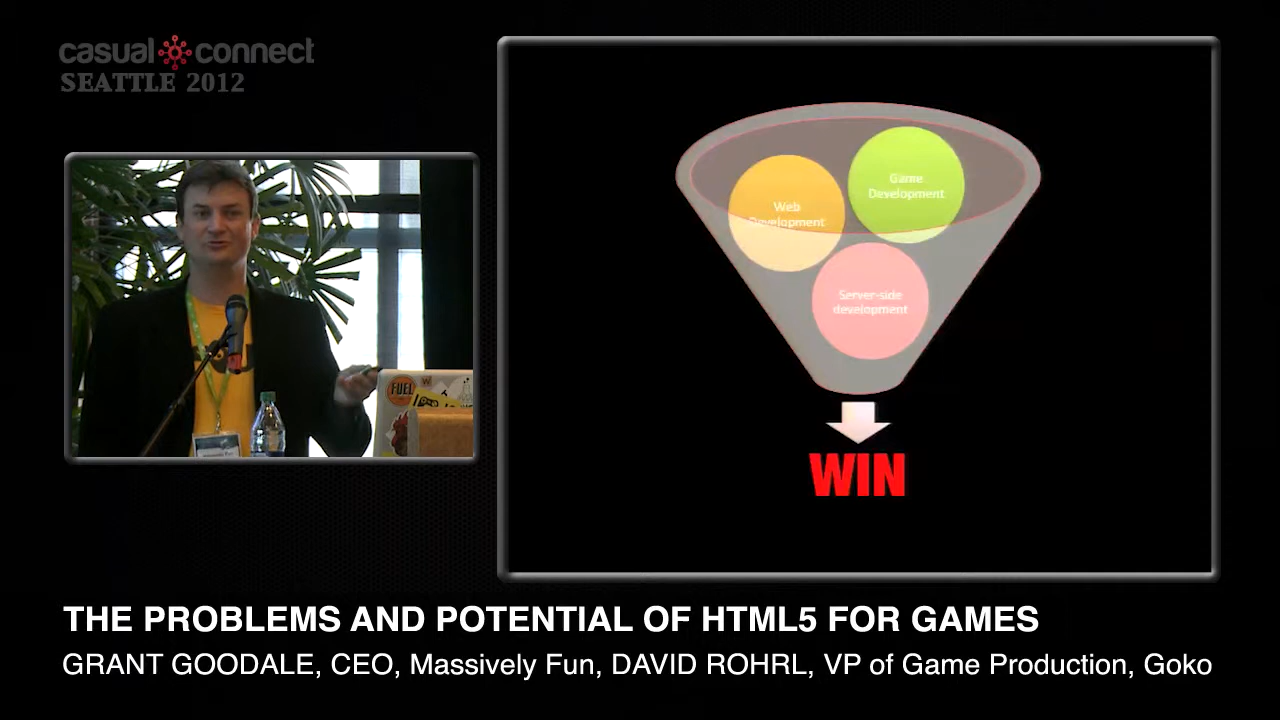 casual connect
SEATTLE 2012
Web
Development
Game
Development
Server-side
development
WIN
FUEL
THE PROBLEMS AND POTENTIAL OF HTML5 FOR GAMES
GRANT GOODALE, CEO, Massively Fun, DAVID ROHRL, VP of Game Production, Goko